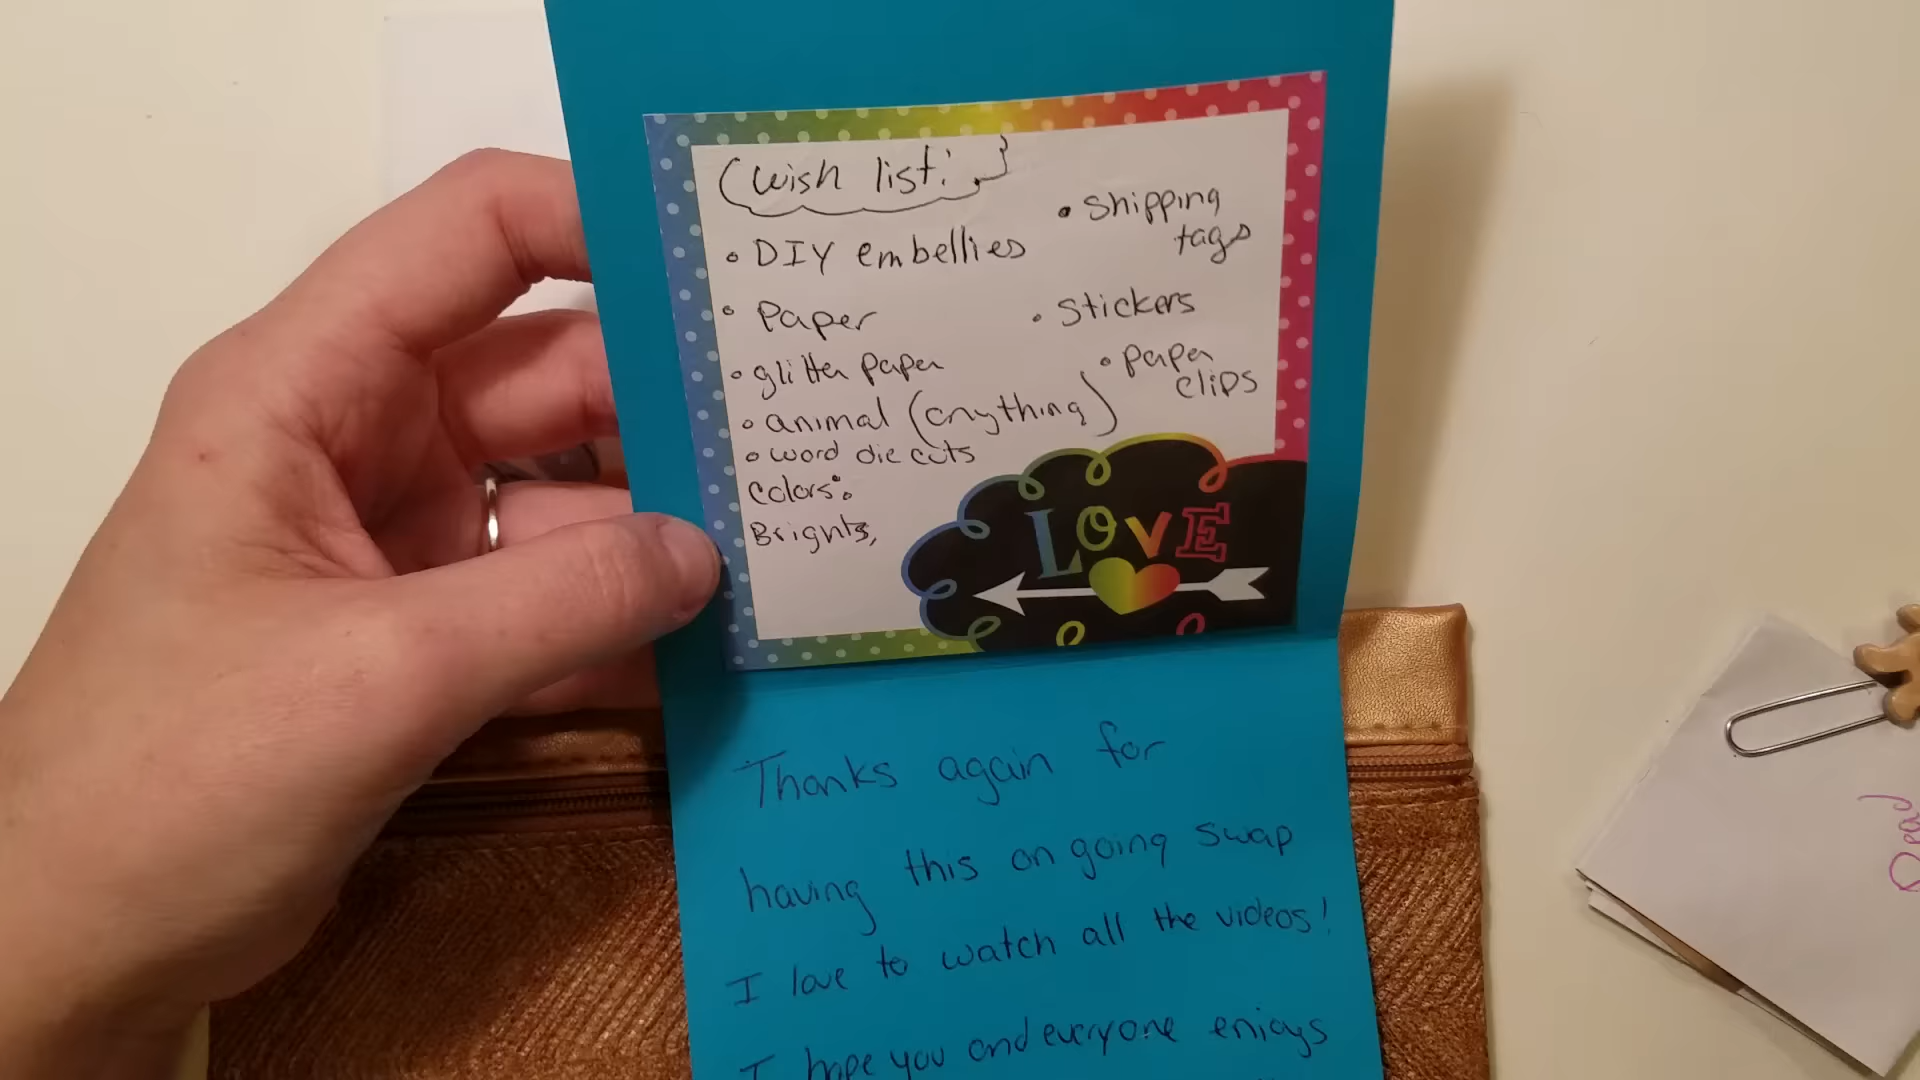 Wish list:
• DIY embellies
• Paper
• glitter paper
• animal (anything)
• word die cuts
Colors:
Brights,
• Shipping
tags
• Stickers
• paper
clips
LOVE
Thanks again for
having this on going swap
I love to watch all the videos!
I hope you and everyone enjoys